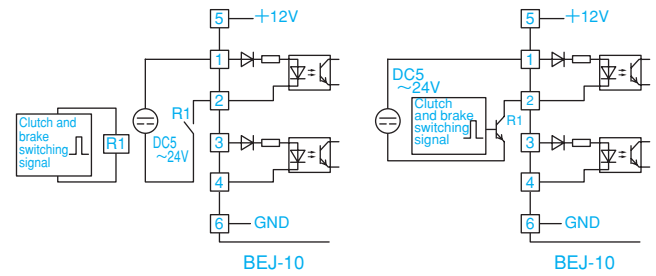 5
+12V
1
2
R1
Clutch and
brake
switching
signal
R1
DC5
～24V
3
4
6
GND
BEJ-10
5
+12V
1
DC5
～24V
Clutch
and brake
switching
signal
2
R1
3
4
6
GND
BEJ-10